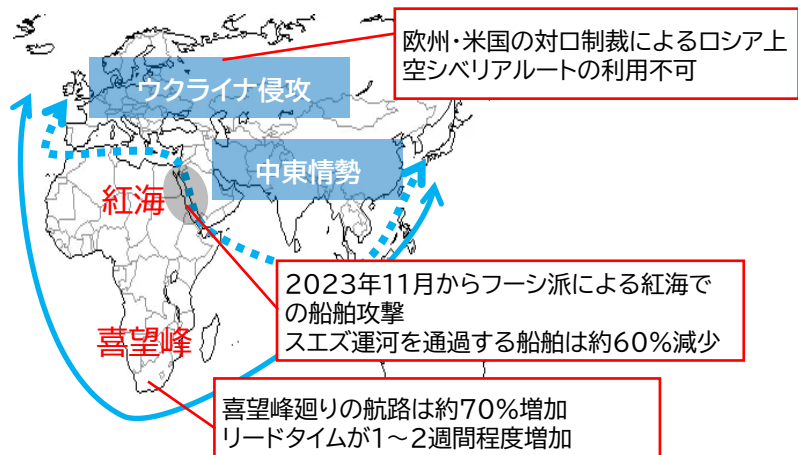 欧州・米国の対ロ制裁によるロシア上
空シベリアルートの利用不可
ウクライナ侵攻
中東情勢
紅海
2023年11月からフーシ派による紅海で
の船舶攻撃
スエズ運河を通過する船舶は約60%減少
喜望峰
喜望峰廻りの航路は約70%増加
リードタイムが1～2週間程度増加